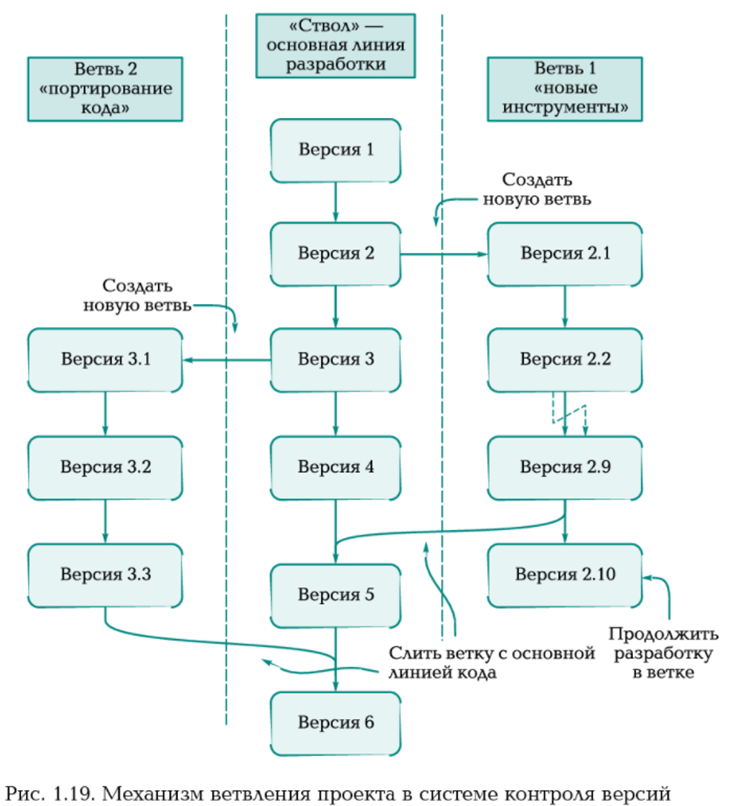 «Ствол» —
основная линия
разработки
Ветвь 2
«портирование
кода»
Ветвь 1
«новые
инструменты»
Версия 1
Создать
новую ветвь
Версия 2
Версия 2.1
Создать
новую ветвь
Версия 3.1
Версия 3
Версия 2.2
Версия 3.2
Версия 4
Версия 2.9
Версия 3.3
Версия 5
Версия 2.10
Слить ветку с основной
линией кода
Продолжить
разработку
в ветке
Версия 6
Рис. 1.19. Механизм ветвления проекта в системе контроля версий